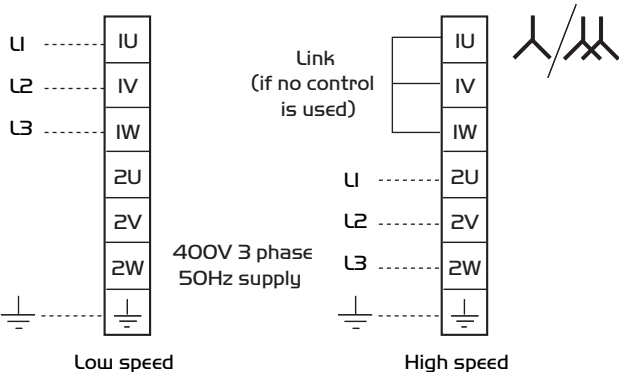 L1
L2
L3
1U
1V
1W
2U
2V
2W
Low speed
400V 3 phase
50Hz supply
Link
(if no control
is used)
L1
L2
L3
1U
1V
1W
2U
2V
2W
High speed